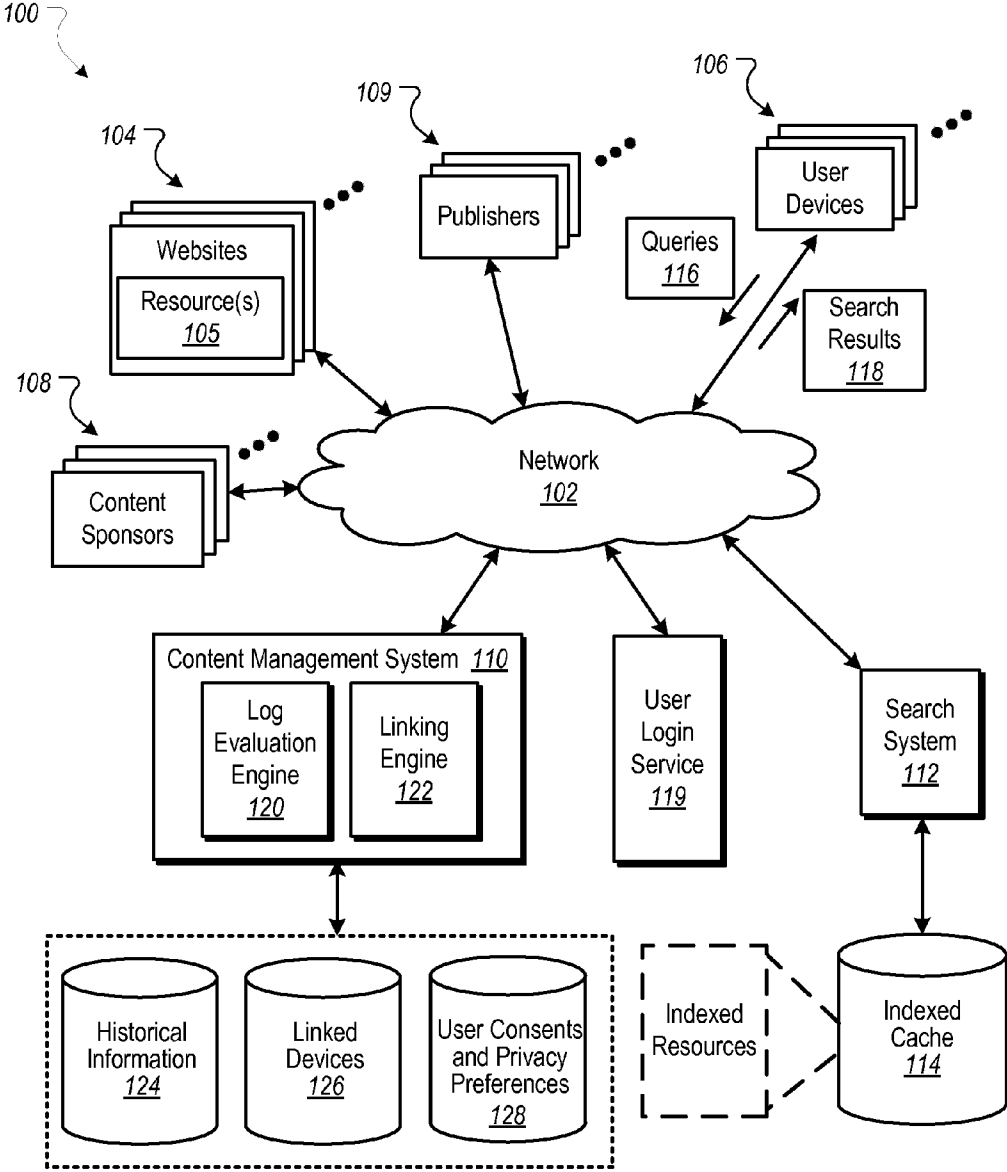 100
109
106
104
Publishers
User
Devices
Queries
116
Websites
Resource(s)
105
Search
Results
118
108
Content
Sponsors
Network
102
Content Management System 110
Log
Evaluation
Engine
120
Linking
Engine
122
User
Login
Service
119
Search
System
112
Historical
Information
124
Linked
Devices
126
User Consents
and Privacy
Preferences
128
Indexed
Resources
Indexed
Cache
114